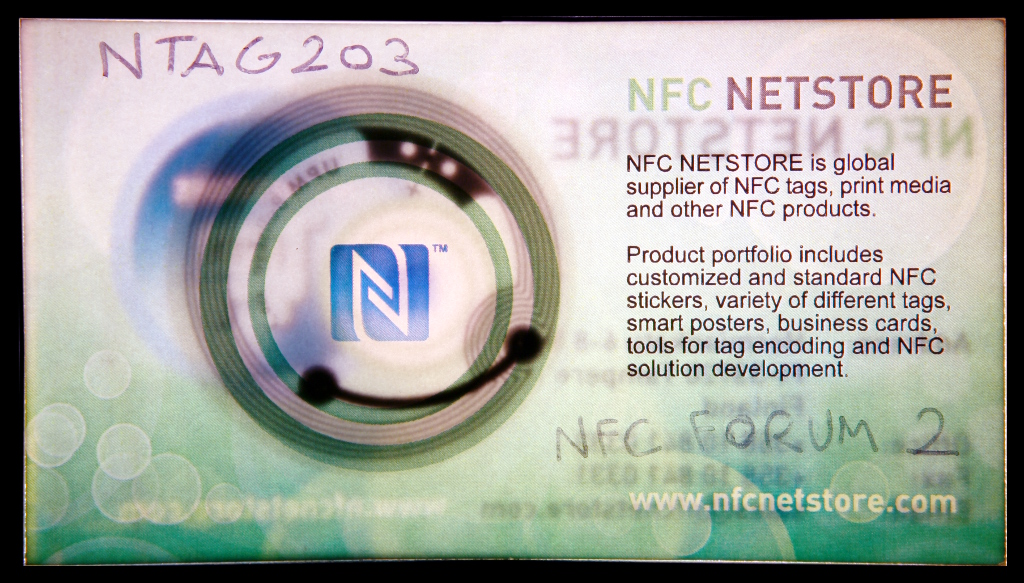 NTAG203
NFC NETSTORE
NFC NETSTORE is global
supplier of NFC tags, print media
and other NFC products.
Product portfolio includes
customized and standard NFC
stickers, variety of different tags,
smart posters, business cards,
tools for tag encoding and NFC
solution development.
NFC FORUM 2
www.nfcnetstore.com